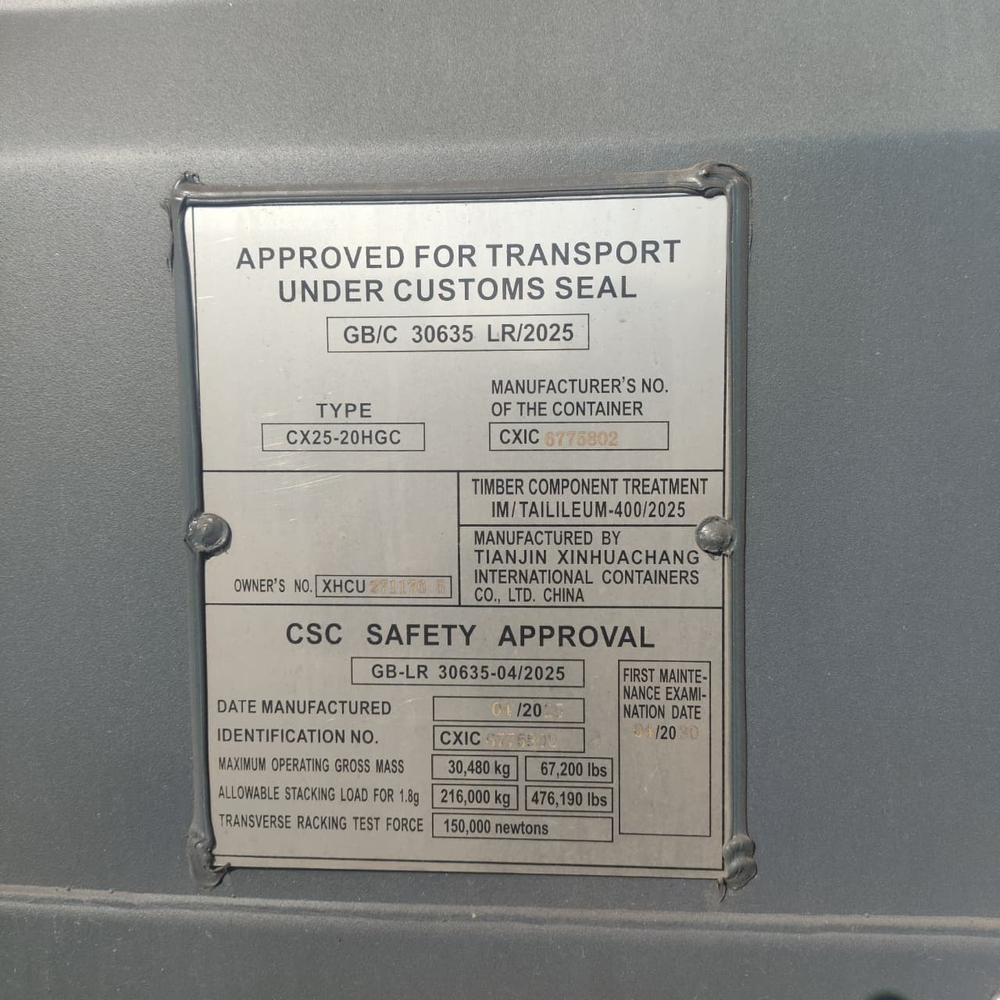 APPROVED FOR TRANSPORT
UNDER CUSTOMS SEAL
GB/C 30635 LR/2025
TYPE
CX25-20HGC
MANUFACTURER'S NO.
OF THE CONTAINER
CXIC 6775802
TIMBER COMPONENT TREATMENT
IM/TAILILEUM-400/2025
MANUFACTURED BY
TIANJIN XINHUACHANG
INTERNATIONAL CONTAINERS
CO., LTD. CHINA
OWNER'S NO. XHCU
CSC SAFETY APPROVAL
GB-LR 30635-04/2025
DATE MANUFACTURED
IDENTIFICATION NO. CXIC
MAXIMUM OPERATING GROSS MASS 30,480 kg 67,200 lbs
ALLOWABLE STACKING LOAD FOR 1.8g 216,000 kg 476,190 lbs
TRANSVERSE RACKING TEST FORCE 150,000 newtons
FIRST MAINTE-
NANCE EXAMI-
NATION DATE